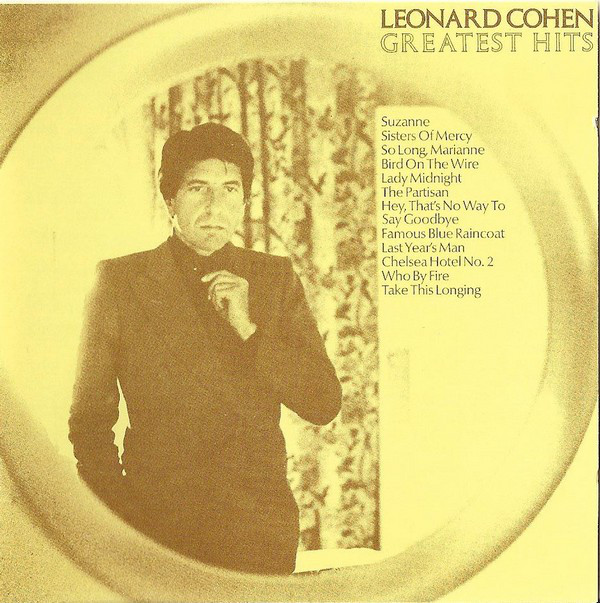 LEONARD COHEN
GREATEST HITS
Suzanne
Sisters Of Mercy
So Long, Marianne
Bird On The Wire
Lady Midnight
The Partisan
Hey, That's No Way To
Say Goodbye
Famous Blue Raincoat
Last Year's Man
Chelsea Hotel No. 2
Who By Fire
Take This Longing